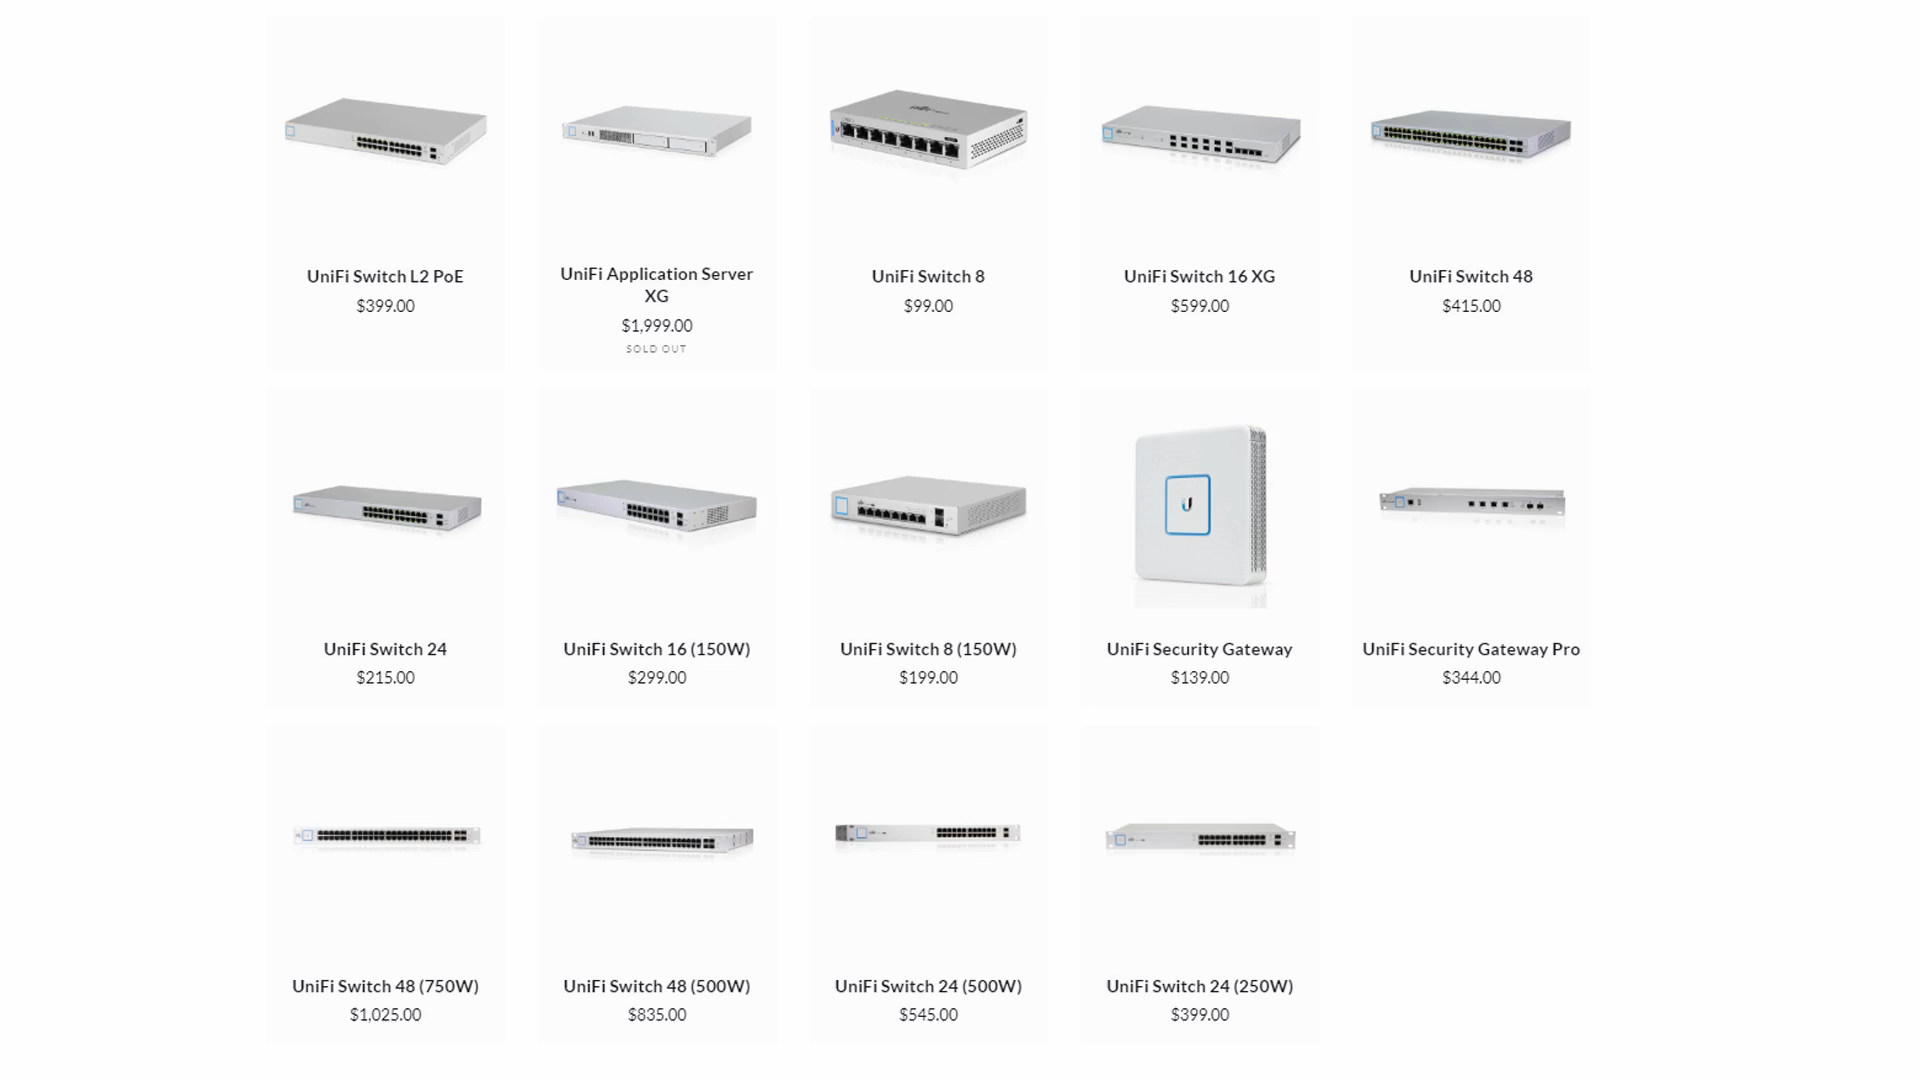 UniFi Switch L2 PoE
$399.00
UniFi Application Server
XG
$1,999.00
SOLD OUT
UniFi Switch 8
$99.00
UniFi Switch 16 XG
$599.00
UniFi Switch 48
$415.00
UniFi Switch 24
$215.00
UniFi Switch 16 (150W)
$299.00
UniFi Switch 8 (150W)
$199.00
UniFi Security Gateway
$139.00
UniFi Security Gateway Pro
$344.00
UniFi Switch 48 (750W)
$1,025.00
UniFi Switch 48 (500W)
$835.00
UniFi Switch 24 (500W)
$545.00
UniFi Switch 24 (250W)
$399.00